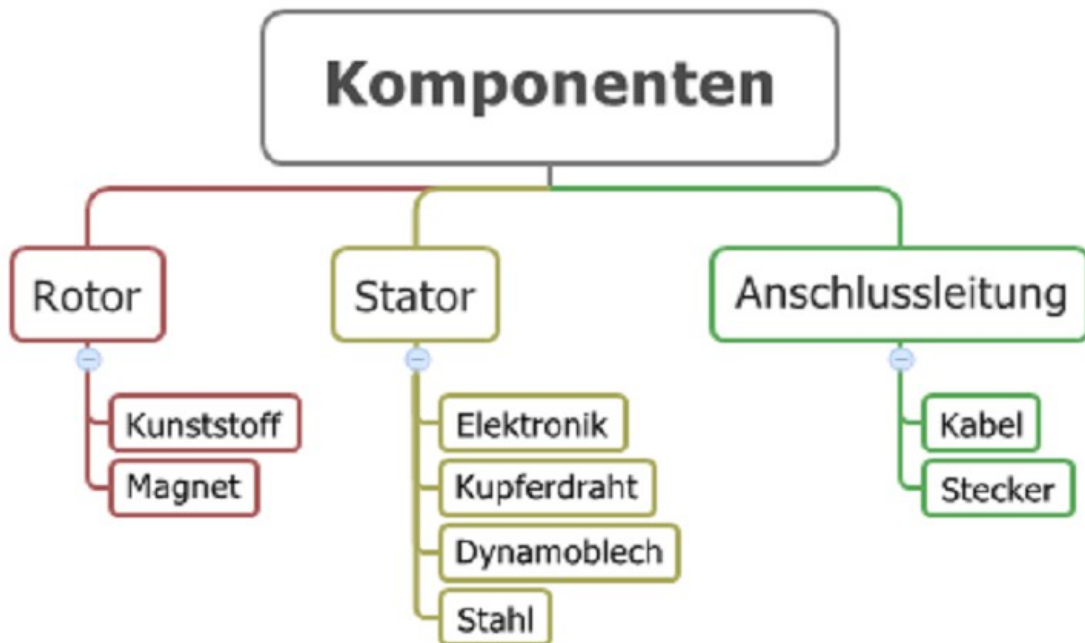 Komponenten
Rotor
Kunststoff
Magnet
Stator
Elektronik
Kupferdraht
Dynamoblech
Stahl
Anschlussleitung
Kabel
Stecker